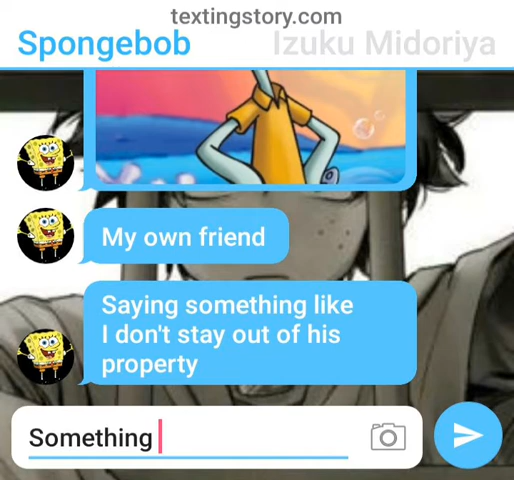 textingstory.com
Spongebob
Izuku Midoriya
My own friend
Saying something like
I don't stay out of his
property
Something